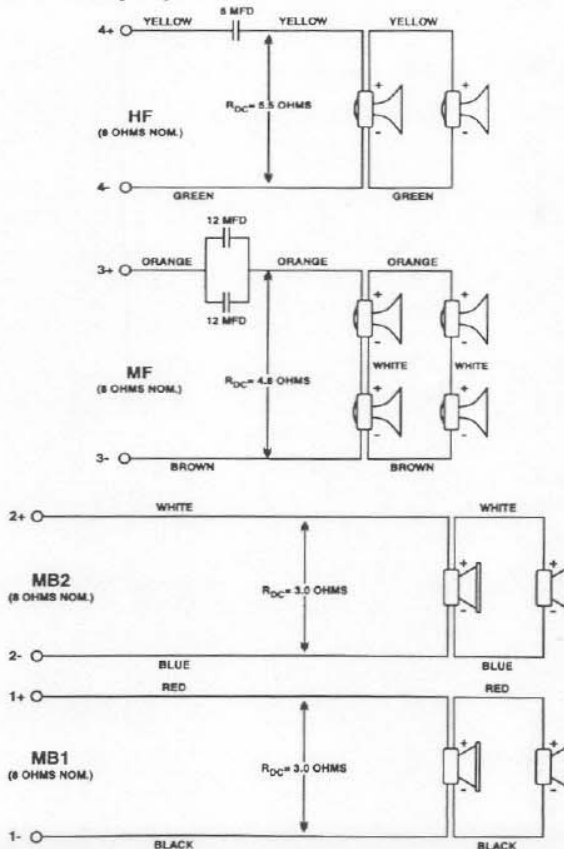 6 MFD
4+ YELLOW YELLOW YELLOW
+ +
RDC= 5.5 OHMS
HF
(8 OHMS NOM.)
- -
4- GREEN GREEN
12 MFD
3+ ORANGE ORANGE ORANGE
12 MFD
+ +
WHITE WHITE
MF
(8 OHMS NOM.)
RDC= 4.8 OHMS
- -
3- BROWN BROWN
2+ WHITE WHITE
+ +
MB2
(8 OHMS NOM.)
RDC= 3.0 OHMS
- -
2- BLUE BLUE
1+ RED RED
+ +
MB1
(8 OHMS NOM.)
RDC= 3.0 OHMS
- -
1- BLACK BLACK